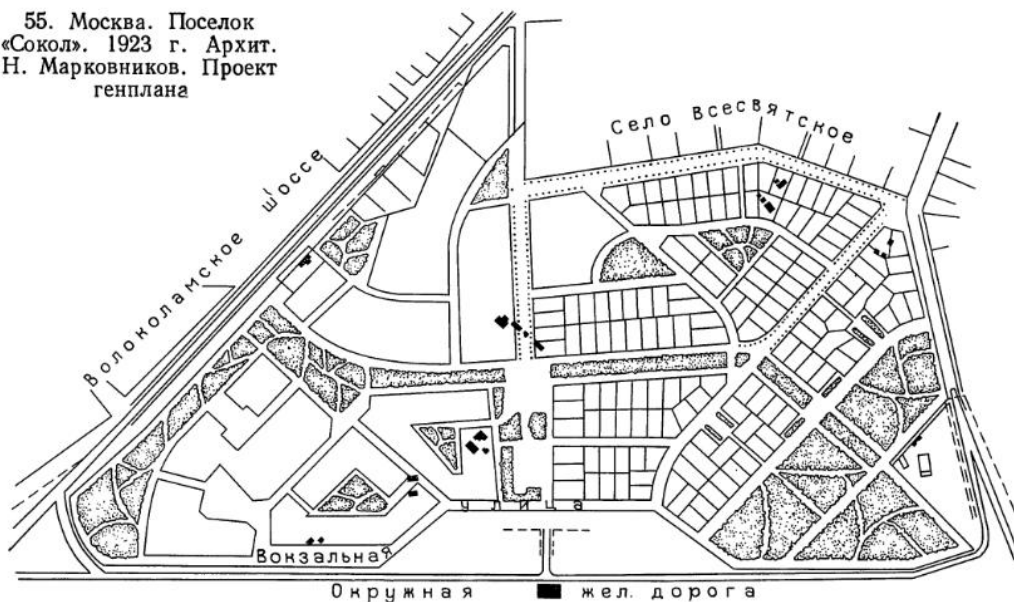 55. Москва. Поселок
«Сокол». 1923 г. Архит.
Н. Марковников. Проект
генплана
Село Всесвятское
Волоколамское шоссе
улица
Вокзальная
Окружная жел. дорога